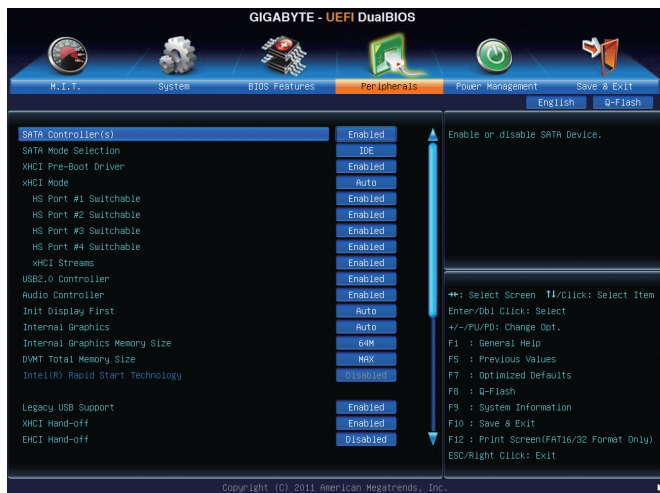 GIGABYTE - UEFI DualBIOS
M.I.T. System BIOS Features Peripherals Power Management Save & Exit
English Q-Flash
SATA Controller(s) Enabled
SATA Mode Selection IDE
XHCI Pre-Boot Driver Enabled
xHCI Mode Auto
HS Port #1 Switchable Enabled
HS Port #2 Switchable Enabled
HS Port #3 Switchable Enabled
HS Port #4 Switchable Enabled
xHCI Streams Enabled
USB2.0 Controller Enabled
Audio Controller Enabled
Init Display First Auto
Internal Graphics Auto
Internal Graphics Memory Size 64M
DVMT Total Memory Size MAX
Intel(R) Rapid Start Technology Disabled
Legacy USB Support Enabled
XHCI Hand-off Enabled
EHCI Hand-off Disabled
Enable or disable SATA Device.
→←: Select Screen ↑↓/Click: Select Item
Enter/Dbl Click: Select
+/-/PU/PD: Change Opt.
F1 : General Help
F5 : Previous Values
F7 : Optimized Defaults
F8 : Q-Flash
F9 : System Information
F10 : Save & Exit
F12 : Print Screen(FAT16/32 Format Only)
ESC/Right Click: Exit
Copyright (C) 2011 American Megatrends, Inc.